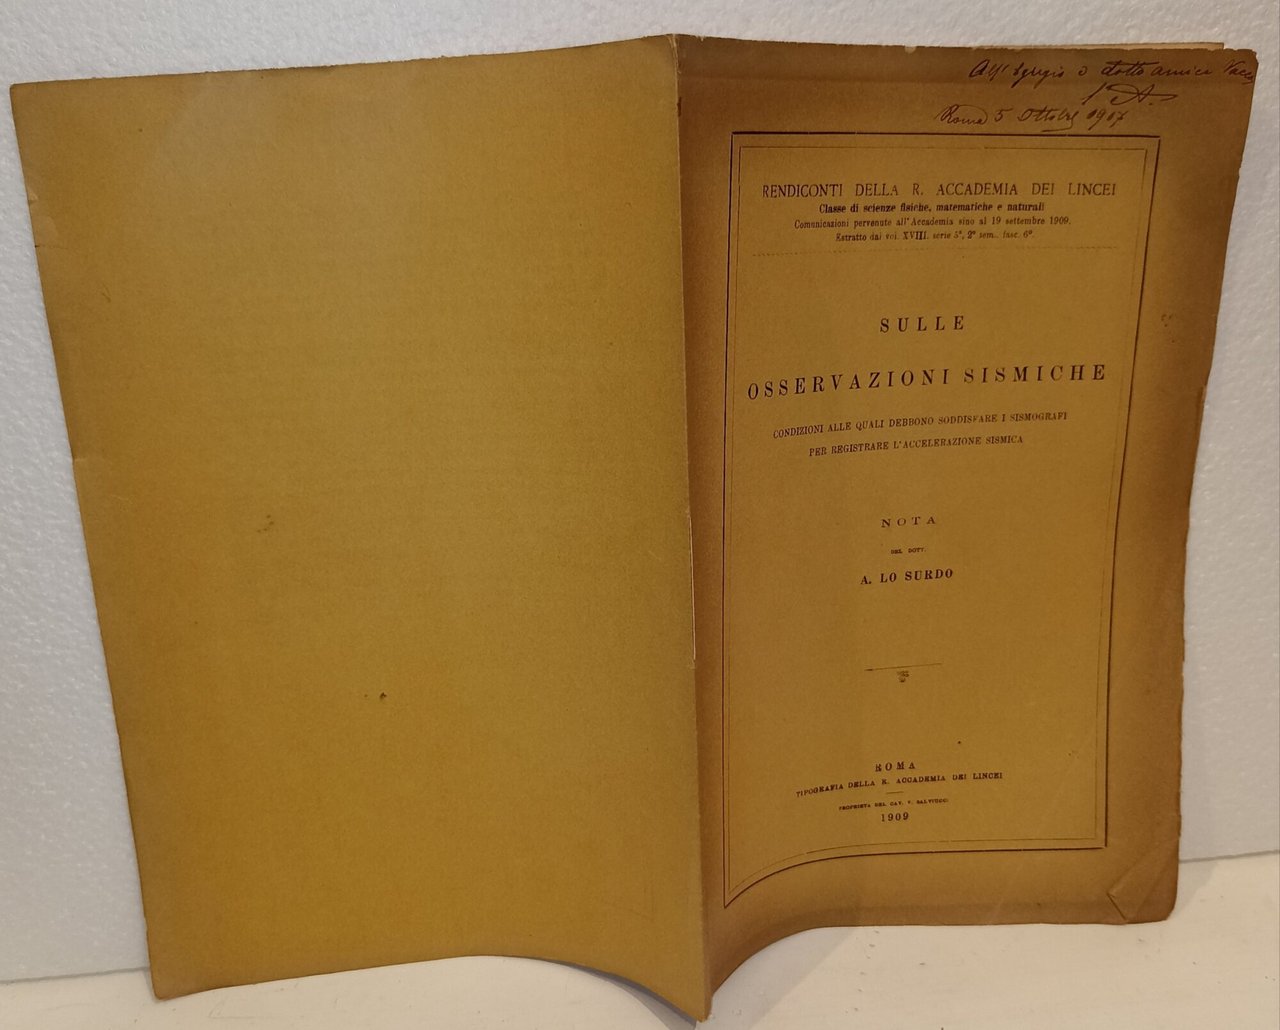 All' Egregio e dotto amico Vacca
Roma 5 Ottobre 1917
RENDICONTI DELLA R. ACCADEMIA DEI LINCEI
Classe di scienze fisiche, matematiche e naturali
Comunicazioni pervenute all'Accademia sino al 19 settembre 1909.
Estratto dal vol. XVIII. serie 5ª, 2º sem., fasc. 6º.
SULLE
OSSERVAZIONI SISMICHE
CONDIZIONI ALLE QUALI DEBBONO SODDISFARE I SISMOGRAFI
PER REGISTRARE L'ACCELERAZIONE SISMICA
NOTA
DEL DOTT.
A. LO SURDO
ROMA
TIPOGRAFIA DELLA R. ACCADEMIA DEI LINCEI
PROPRIETÀ DEL CAV. V. SALVIUCCI
1909